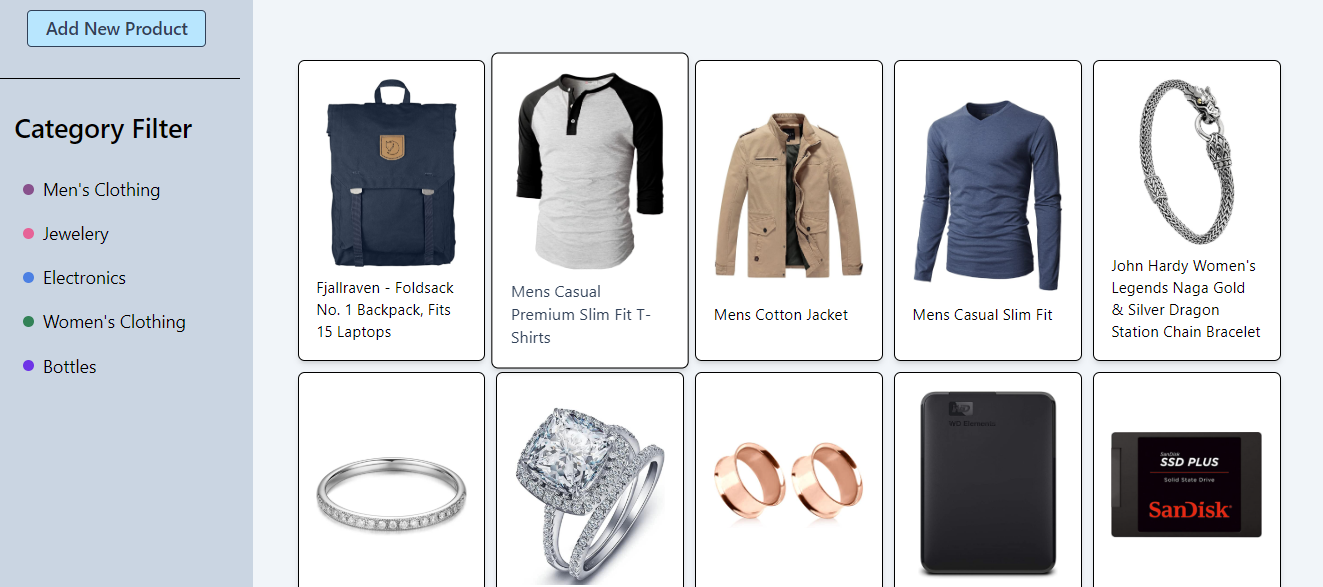 Add New Product
Category Filter
Men's Clothing
Jewelery
Electronics
Women's Clothing
Bottles
Fjallraven - Foldsack
No. 1 Backpack, Fits
15 Laptops
Mens Casual
Premium Slim Fit T-
Shirts
Mens Cotton Jacket
Mens Casual Slim Fit
John Hardy Women's
Legends Naga Gold
& Silver Dragon
Station Chain Bracelet
WD
WD Elements
SanDisk
SSD PLUS
Solid State Drive
SanDisk